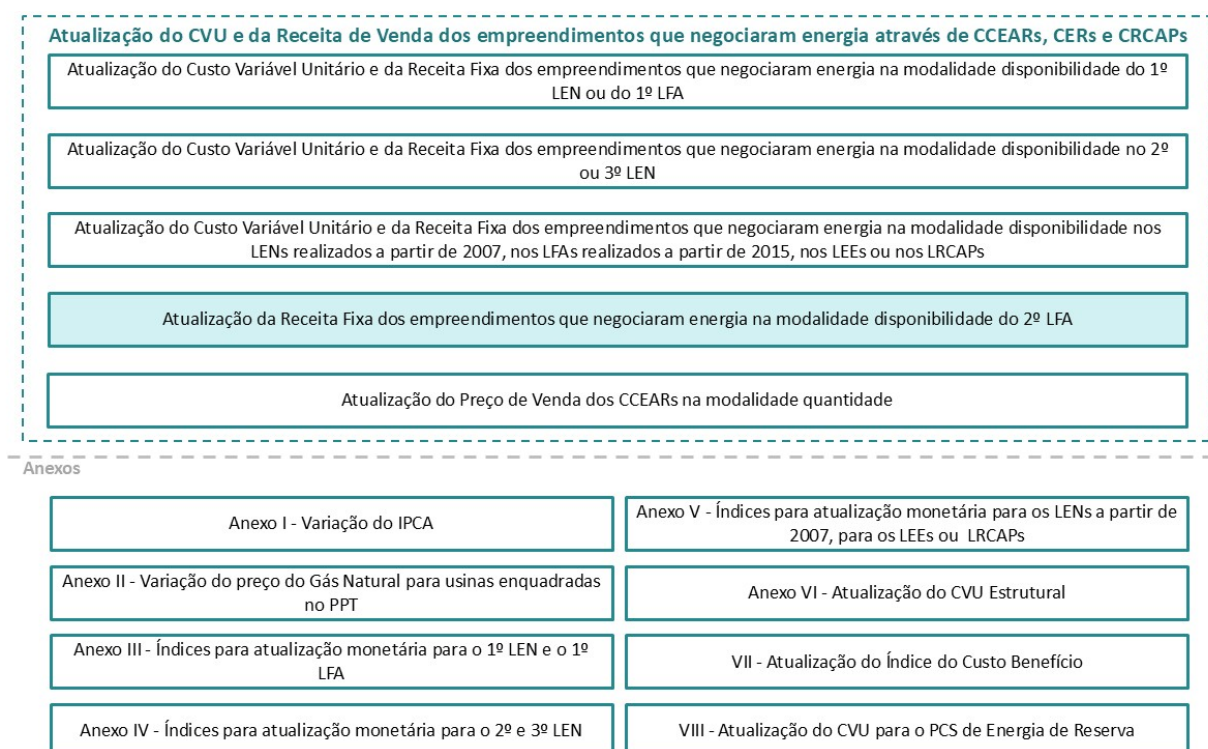 Atualização do CVU e da Receita de Venda dos empreendimentos que negociaram energia através de CCEARs, CERs e CRCAPs
Atualização do Custo Variável Unitário e da Receita Fixa dos empreendimentos que negociaram energia na modalidade disponibilidade do 1º
LEN ou do 1º LFA
Atualização do Custo Variável Unitário e da Receita Fixa dos empreendimentos que negociaram energia na modalidade disponibilidade no 2º
ou 3º LEN
Atualização do Custo Variável Unitário e da Receita Fixa dos empreendimentos que negociaram energia na modalidade disponibilidade nos
LENs realizados a partir de 2007, nos LFAs realizados a partir de 2015, nos LEEs ou nos LRCAPs
Atualização da Receita Fixa dos empreendimentos que negociaram energia na modalidade disponibilidade do 2º LFA
Atualização do Preço de Venda dos CCEARs na modalidade quantidade
Anexos
Anexo I - Variação do IPCA
Anexo II - Variação do preço do Gás Natural para usinas enquadradas
no PPT
Anexo III - Índices para atualização monetária para o 1º LEN e o 1º
LFA
Anexo IV - Índices para atualização monetária para o 2º e 3º LEN
Anexo V - Índices para atualização monetária para os LENs a partir de
2007, para os LEEs ou LRCAPs
Anexo VI - Atualização do CVU Estrutural
VII - Atualização do Índice do Custo Benefício
VIII - Atualização do CVU para o PCS de Energia de Reserva